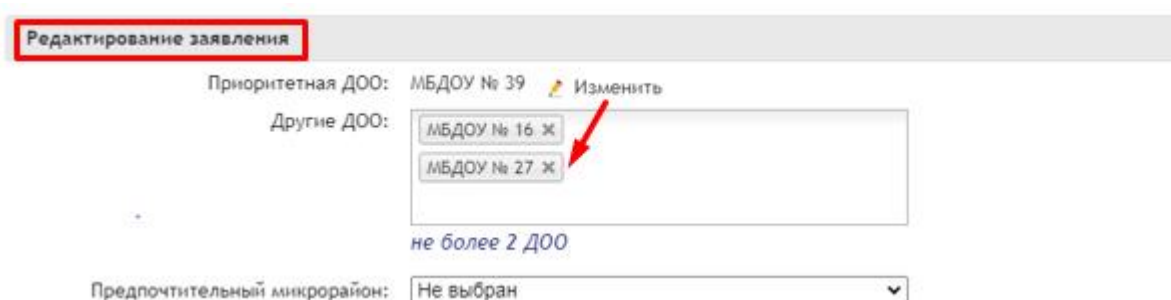 Редактирование заявления
Приоритетная ДОО: МБДОУ № 39 Изменить
Другие ДОО: МБДОУ № 16 ×
МБДОУ № 27 ×
не более 2 ДОО
Предпочтительный микрорайон: Не выбран